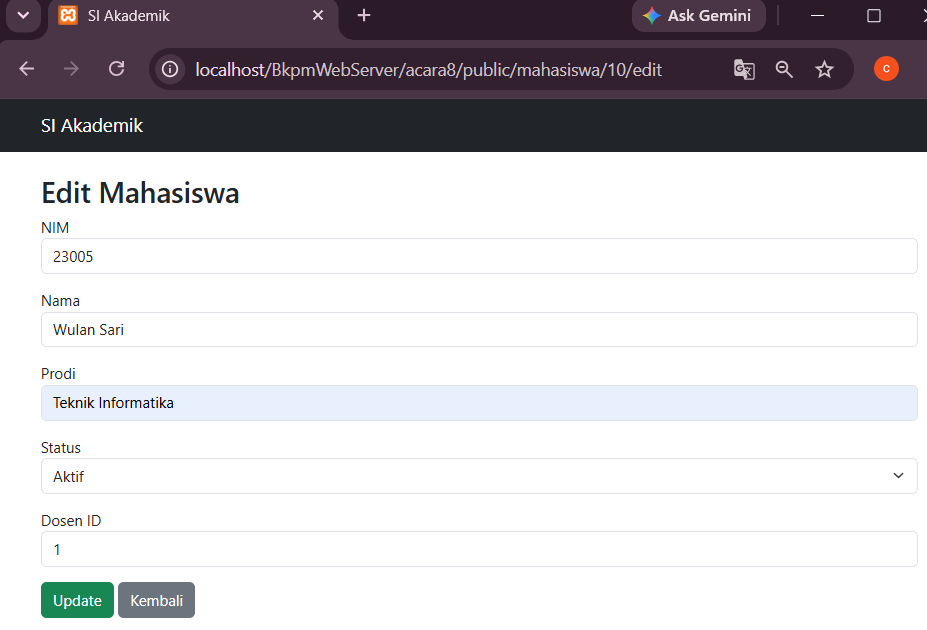 SI Akademik
Ask Gemini
localhost/BkpmWebServer/acara8/public/mahasiswa/10/edit
C
SI Akademik
Edit Mahasiswa
NIM
23005
Nama
Wulan Sari
Prodi
Teknik Informatika
Status
Aktif
Dosen ID
1
Update Kembali